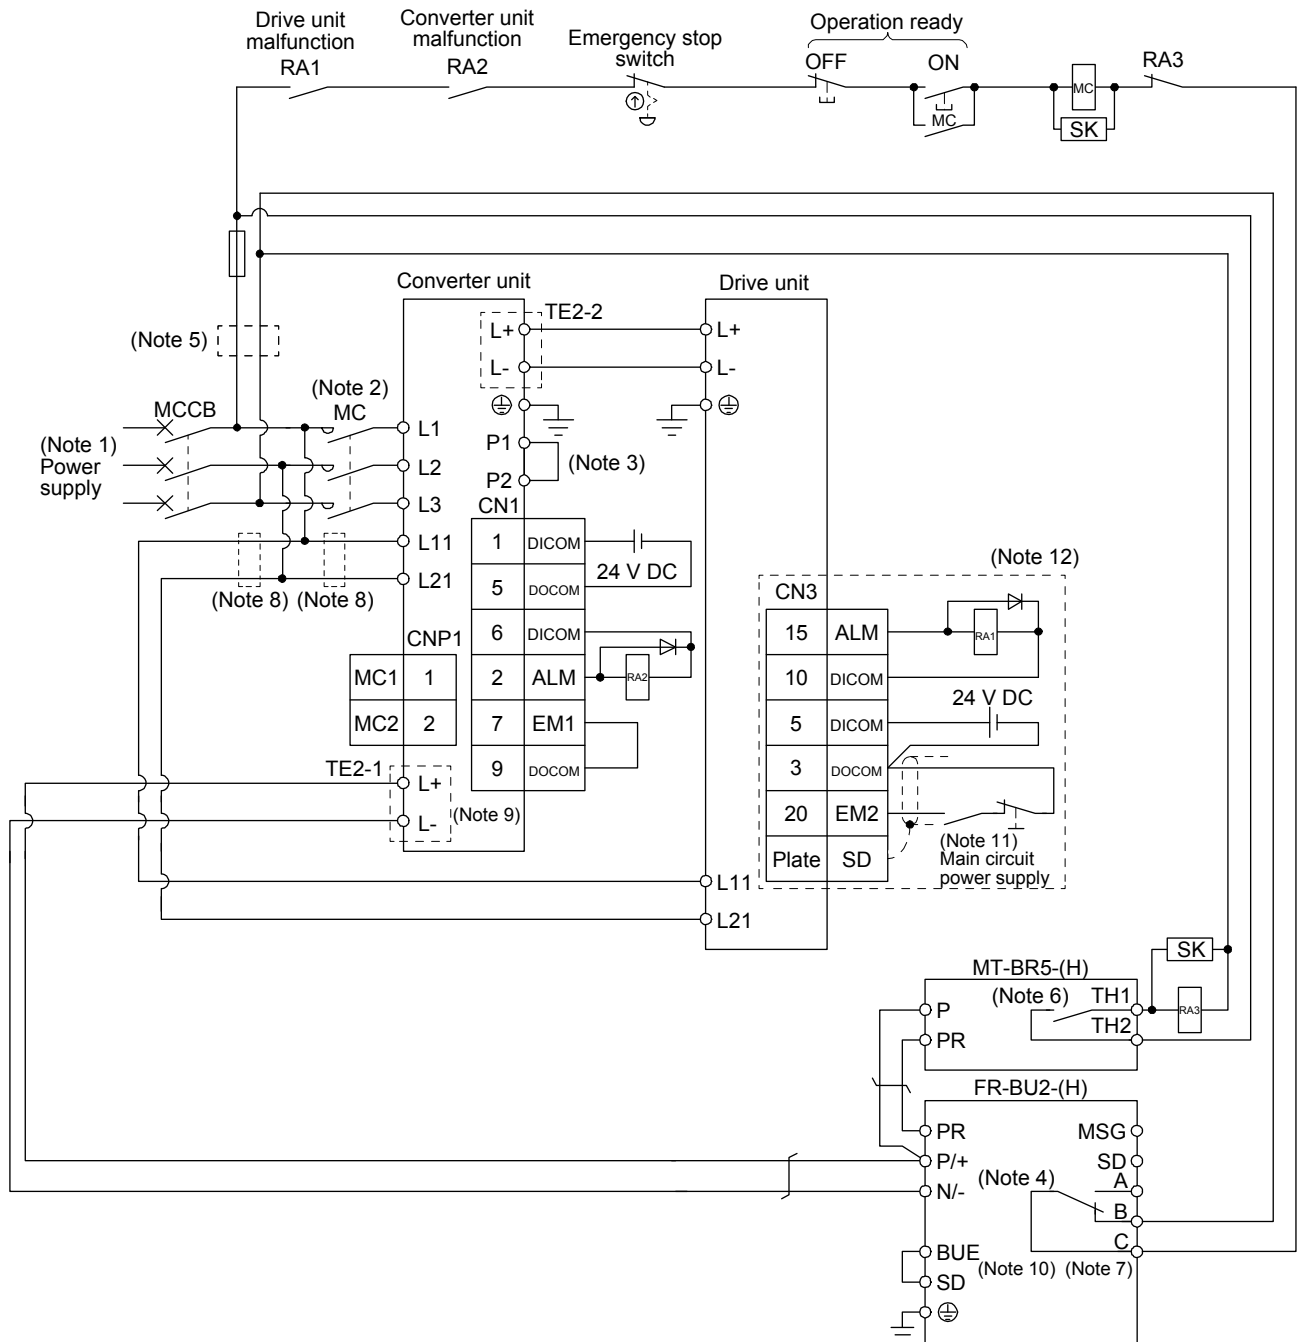 Drive unit
malfunction
RA1
Converter unit
malfunction
RA2
Emergency stop
switch
Operation ready
OFF
ON
MC
MC
SK
RA3
Converter unit
Drive unit
TE2-2
L+
L-
L+
L-
(Note 5)
(Note 2)
MCCB
MC
(Note 1)
Power
supply
L1
L2
L3
L11
L21
P1
P2
(Note 3)
(Note 8)
(Note 8)
CN1
1 DICOM
5 DOCOM
6 DICOM
2 ALM
7 EM1
9 DOCOM
24 V DC
RA2
CNP1
MC1 1
MC2 2
TE2-1
L+
L-
(Note 9)
(Note 12)
CN3
15 ALM
10 DICOM
5 DICOM
3 DOCOM
20 EM2
Plate SD
RA1
24 V DC
(Note 11)
Main circuit
power supply
L11
L21
SK
MT-BR5-(H)
(Note 6)
TH1
TH2
RA3
P
PR
FR-BU2-(H)
PR
P/+
N/-
MSG
SD
A
(Note 4)
B
C
BUE
SD
(Note 10)
(Note 7)